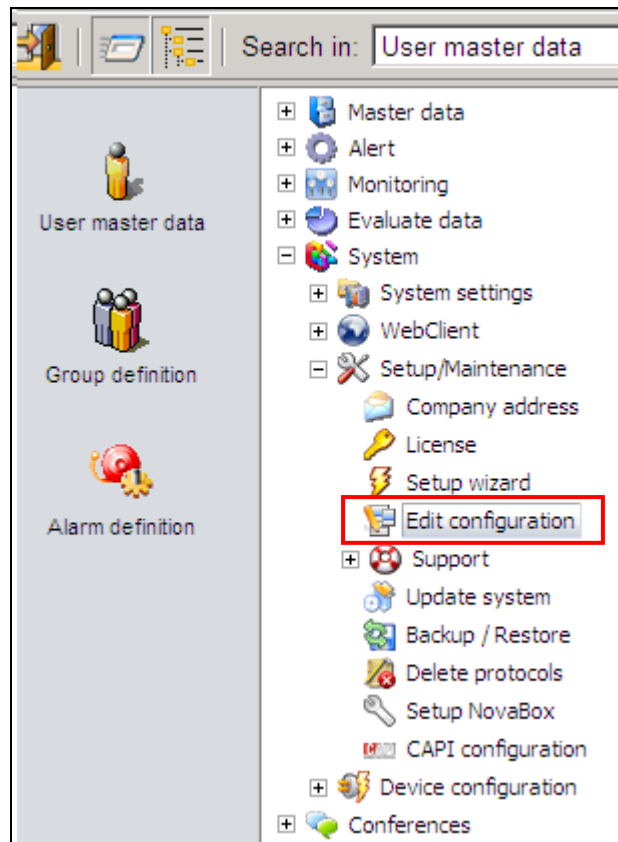 Search in: User master data
User master data
Group definition
Alarm definition
Master data
Alert
Monitoring
Evaluate data
System
System settings
WebClient
Setup/Maintenance
Company address
License
Setup wizard
Edit configuration
Support
Update system
Backup / Restore
Delete protocols
Setup NovaBox
CAPI configuration
Device configuration
Conferences